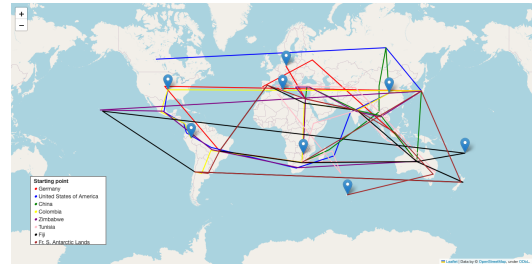 +
−
Starting point
Germany
United States of America
China
Colombia
Zimbabwe
Tunisia
Fiji
Fr. S. Antarctic Lands
Leaflet | Data by © OpenStreetMap, under ODbL